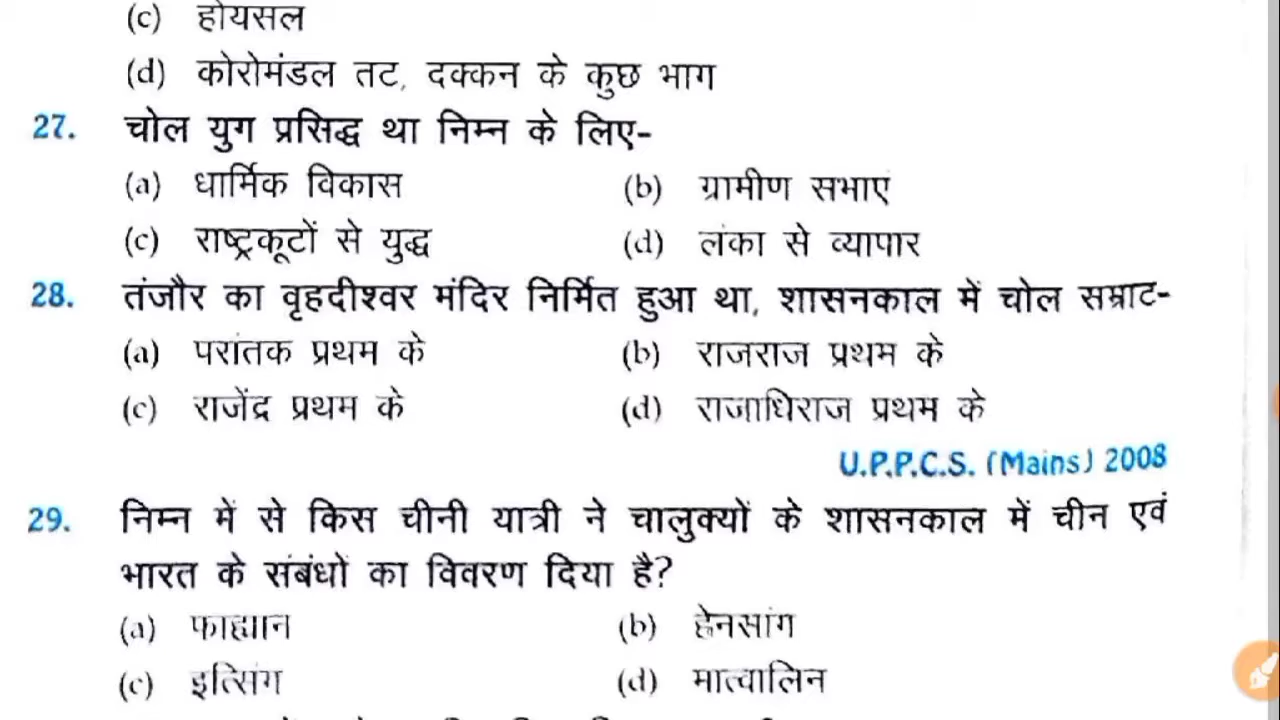 (c) होयसल
(d) कोरोमंडल तट, दक्कन के कुछ भाग
27. चोल युग प्रसिद्ध था निम्न के लिए-
(a) धार्मिक विकास (b) ग्रामीण सभाएं
(c) राष्ट्रकूटों से युद्ध (d) लंका से व्यापार
28. तंजौर का वृहदीश्वर मंदिर निर्मित हुआ था, शासनकाल में चोल सम्राट-
(a) परांतक प्रथम के (b) राजराज प्रथम के
(c) राजेंद्र प्रथम के (d) राजाधिराज प्रथम के
U.P.P.C.S. (Mains) 2008
29. निम्न में से किस चीनी यात्री ने चालुक्यों के शासनकाल में चीन एवं
भारत के संबंधों का विवरण दिया है?
(a) फाह्यान (b) ह्वेनसांग
(c) इत्सिंग (d) मात्वालिन